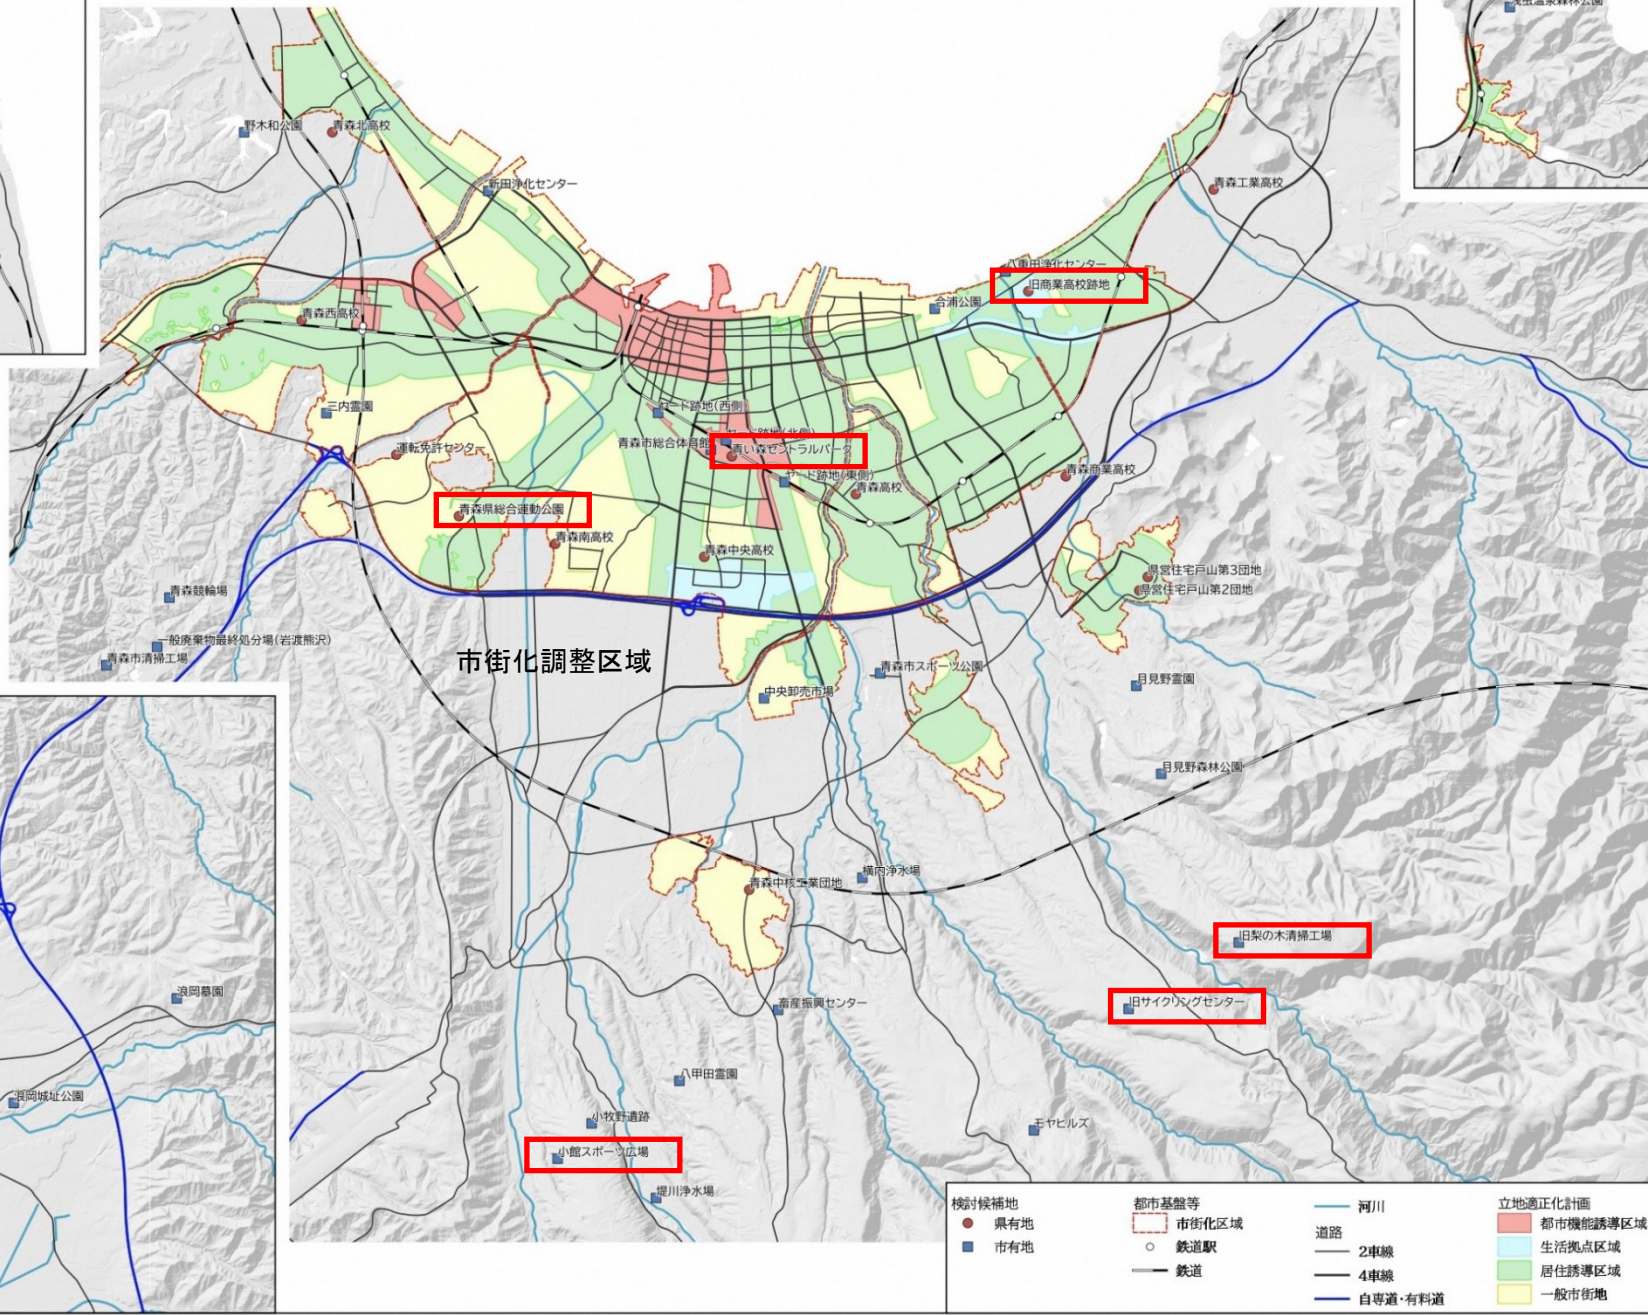 浅虫温泉森林公園
野木和公園
青森北高校
新田浄化センター
青森工業高校
八重田浄化センター
旧商業高校跡地
合浦公園
青森西高校
三内霊園
ヤード跡地(西側)
ヤード跡地(北側)
青森市総合体育館
青い森セントラルパーク
運転免許センター
ヤード跡地(東側)
青森高校
青森商業高校
青森県総合運動公園
青森南高校
青森中央高校
県営住宅戸山第3団地
県営住宅戸山第2団地
青森競輪場
一般廃棄物最終処分場(岩渡熊沢)
青森市清掃工場
市街化調整区域
青森市スポーツ公園
月見野霊園
中央卸売市場
月見野森林公園
横内浄水場
青森中核工業団地
旧梨の木清掃工場
浪岡墓園
旧サイクリングセンター
畜産振興センター
八甲田霊園
浪岡城址公園
小牧野遺跡
モヤヒルズ
小館スポーツ広場
堤川浄水場
検討候補地
県有地
市有地
都市基盤等
市街化区域
鉄道駅
鉄道
河川
道路
2車線
4車線
自専道・有料道
立地適正化計画
都市機能誘導区域
生活拠点区域
居住誘導区域
一般市街地